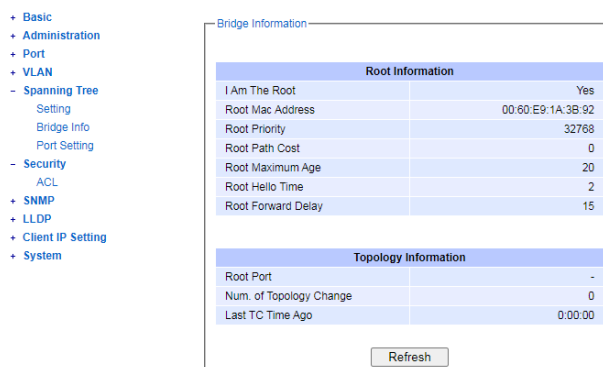 + Basic
+ Administration
+ Port
+ VLAN
- Spanning Tree
Setting
Bridge Info
Port Setting
- Security
ACL
+ SNMP
+ LLDP
+ Client IP Setting
+ System
Bridge Information
Root Information
I Am The Root Yes
Root Mac Address 00:60:E9:1A:3B:92
Root Priority 32768
Root Path Cost 0
Root Maximum Age 20
Root Hello Time 2
Root Forward Delay 15
Topology Information
Root Port -
Num. of Topology Change 0
Last TC Time Ago 0:00:00
Refresh